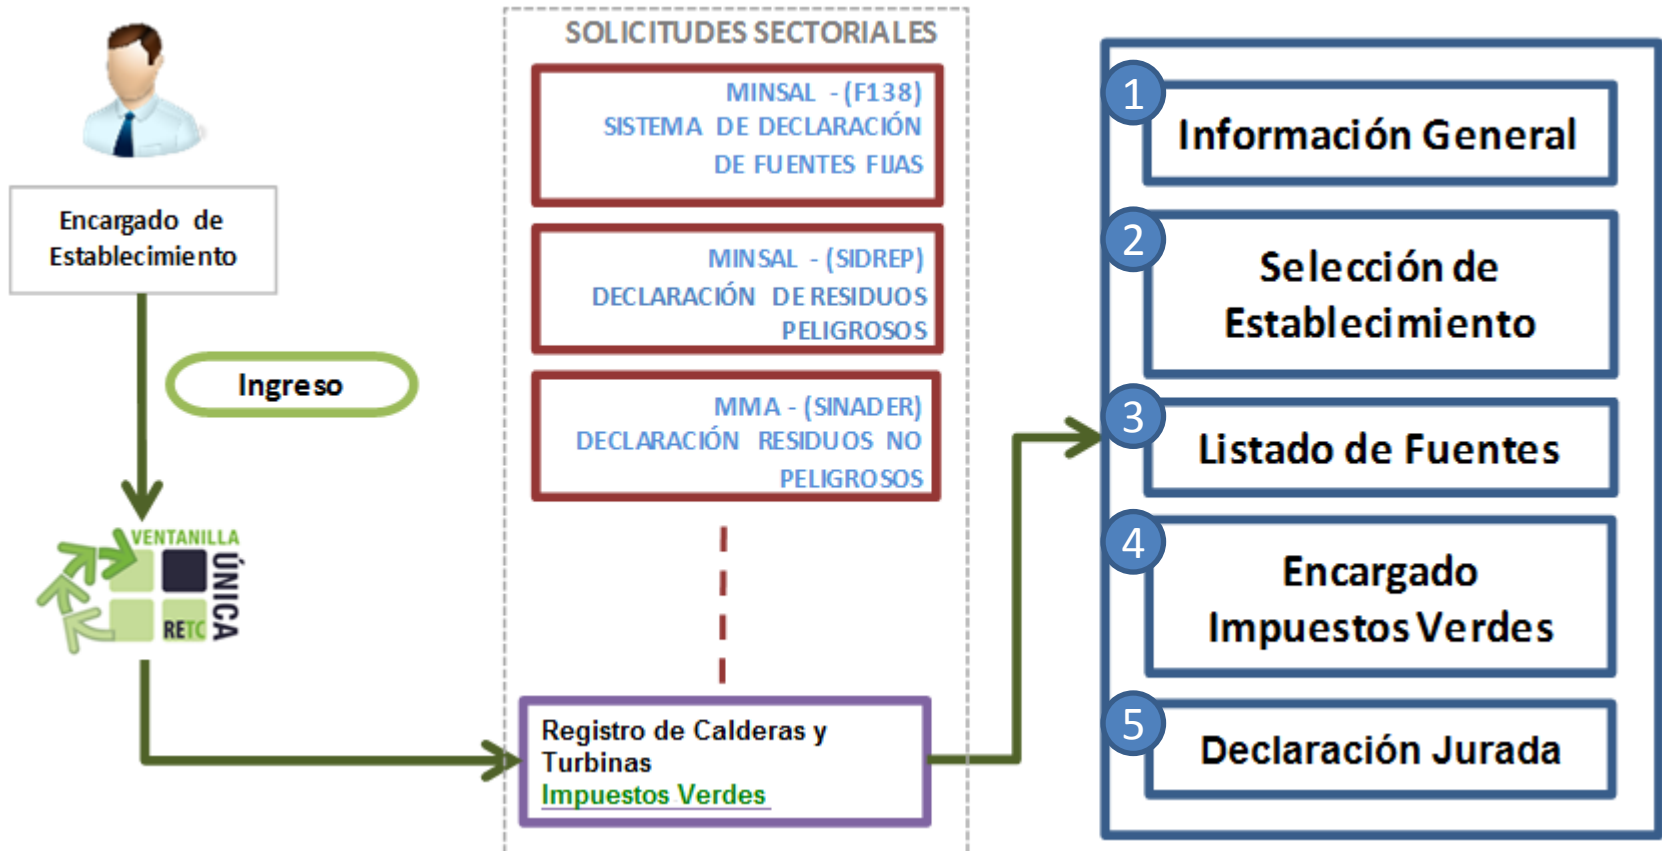 Encargado de
Establecimiento
Ingreso
VENTANILLA
ÚNICA
RETC
SOLICITUDES SECTORIALES
MINSAL - (F138)
SISTEMA DE DECLARACIÓN
DE FUENTES FIJAS
MINSAL - (SIDREP)
DECLARACIÓN DE RESIDUOS
PELIGROSOS
MMA - (SINADER)
DECLARACIÓN RESIDUOS NO
PELIGROSOS
Registro de Calderas y
Turbinas
Impuestos Verdes
1
Información General
2
Selección de
Establecimiento
3
Listado de Fuentes
4
Encargado
Impuestos Verdes
5
Declaración Jurada